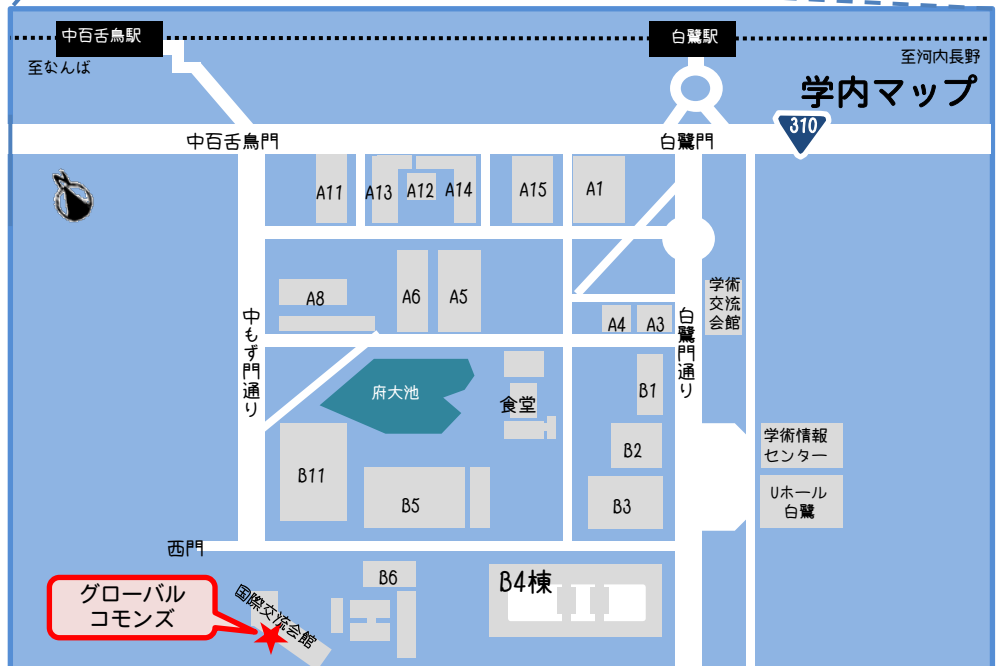 中百舌鳥駅
白鷺駅
至なんば
至河内長野
学内マップ
310
中百舌鳥門
白鷺門
A11
A13
A12
A14
A15
A1
A8
A6
A5
A4
A3
学術
交流
会館
中もず門通り
白鷺門通り
府大池
食堂
B1
B2
学術情報
センター
B11
B5
B3
Uホール
白鷺
西門
B6
B4棟
国際交流会館
グローバル
コモンズ